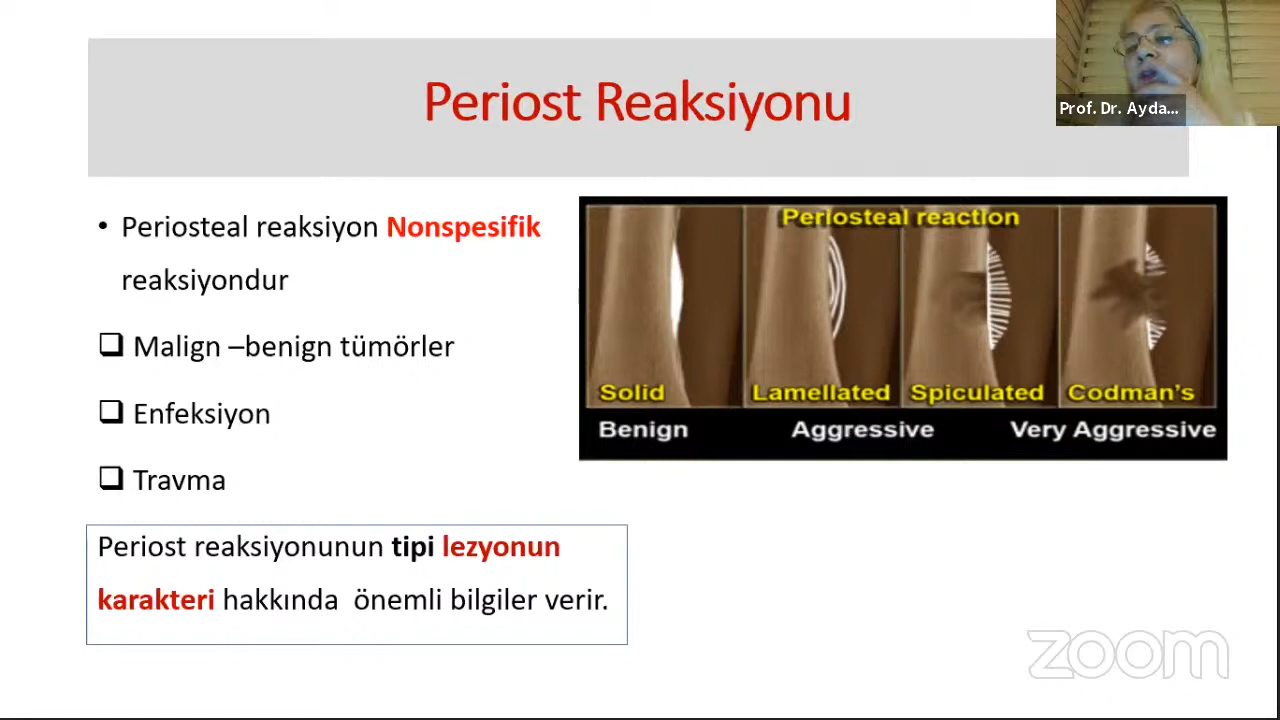 Periost Reaksiyonu
Prof. Dr. Ayda...
• Periosteal reaksiyon Nonspesifik
reaksiyondur
❑ Malign –benign tümörler
❑ Enfeksiyon
❑ Travma
Periost reaksiyonunun tipi lezyonun
karakteri hakkında önemli bilgiler verir.
Periosteal reaction
Solid Lamellated Spiculated Codman's
Benign Aggressive Very Aggressive
zoom